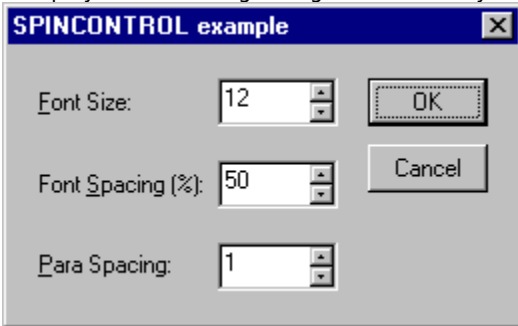 SPINCONTROL example
Font Size: 12 OK
Font Spacing (%): 50 Cancel
Para Spacing: 1